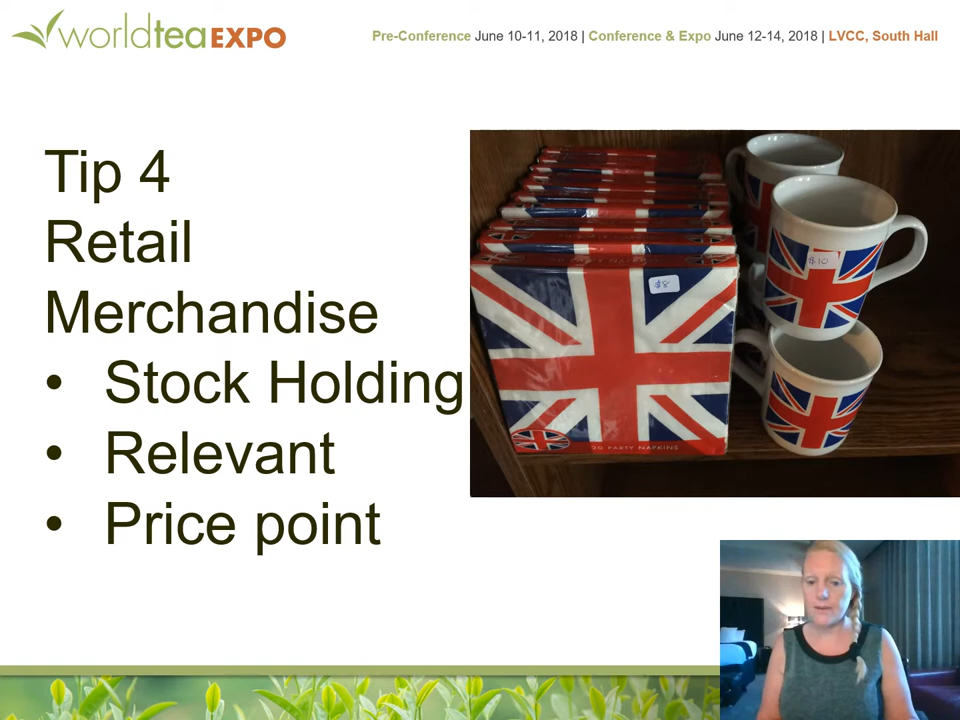 worldteaEXPO
Pre-Conference June 10-11, 2018 | Conference & Expo June 12-14, 2018 | LVCC, South Hall
Tip 4
Retail
Merchandise
• Stock Holding
• Relevant
• Price point
$8
$10
20 PARTY NAPKINS